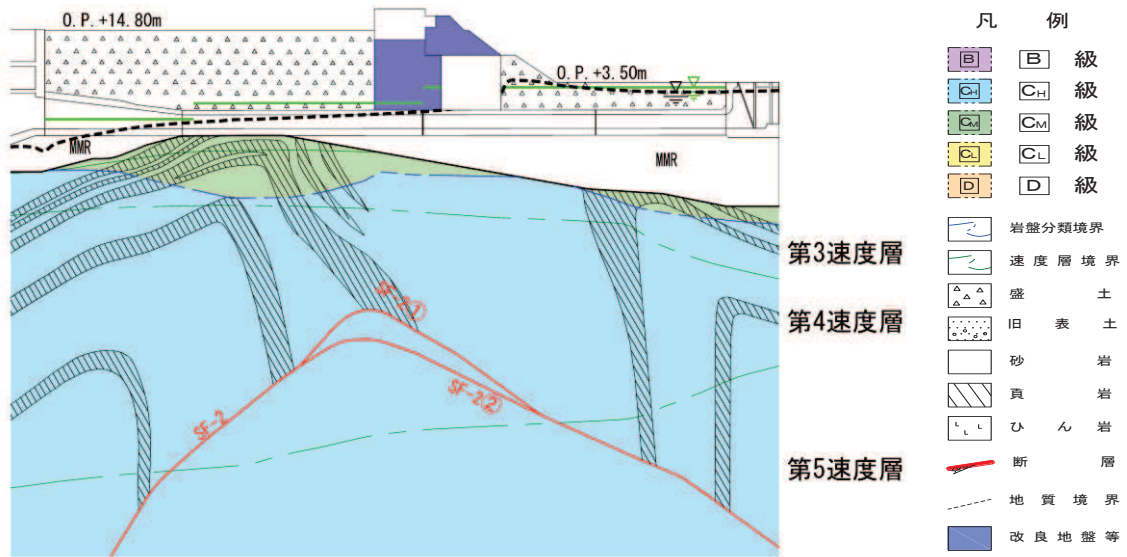 O.P.+14.80m
O.P.+3.50m
MMR
MMR
第3速度層
SF-2①
第4速度層
SF-2②
SF-2
第5速度層
凡 例
B B 級
CH CH 級
CM CM 級
CL CL 級
D D 級
岩盤分類境界
速度層境界
盛 土
旧 表 土
砂 岩
頁 岩
ひ ん 岩
断 層
地 質 境 界
改 良 地 盤 等